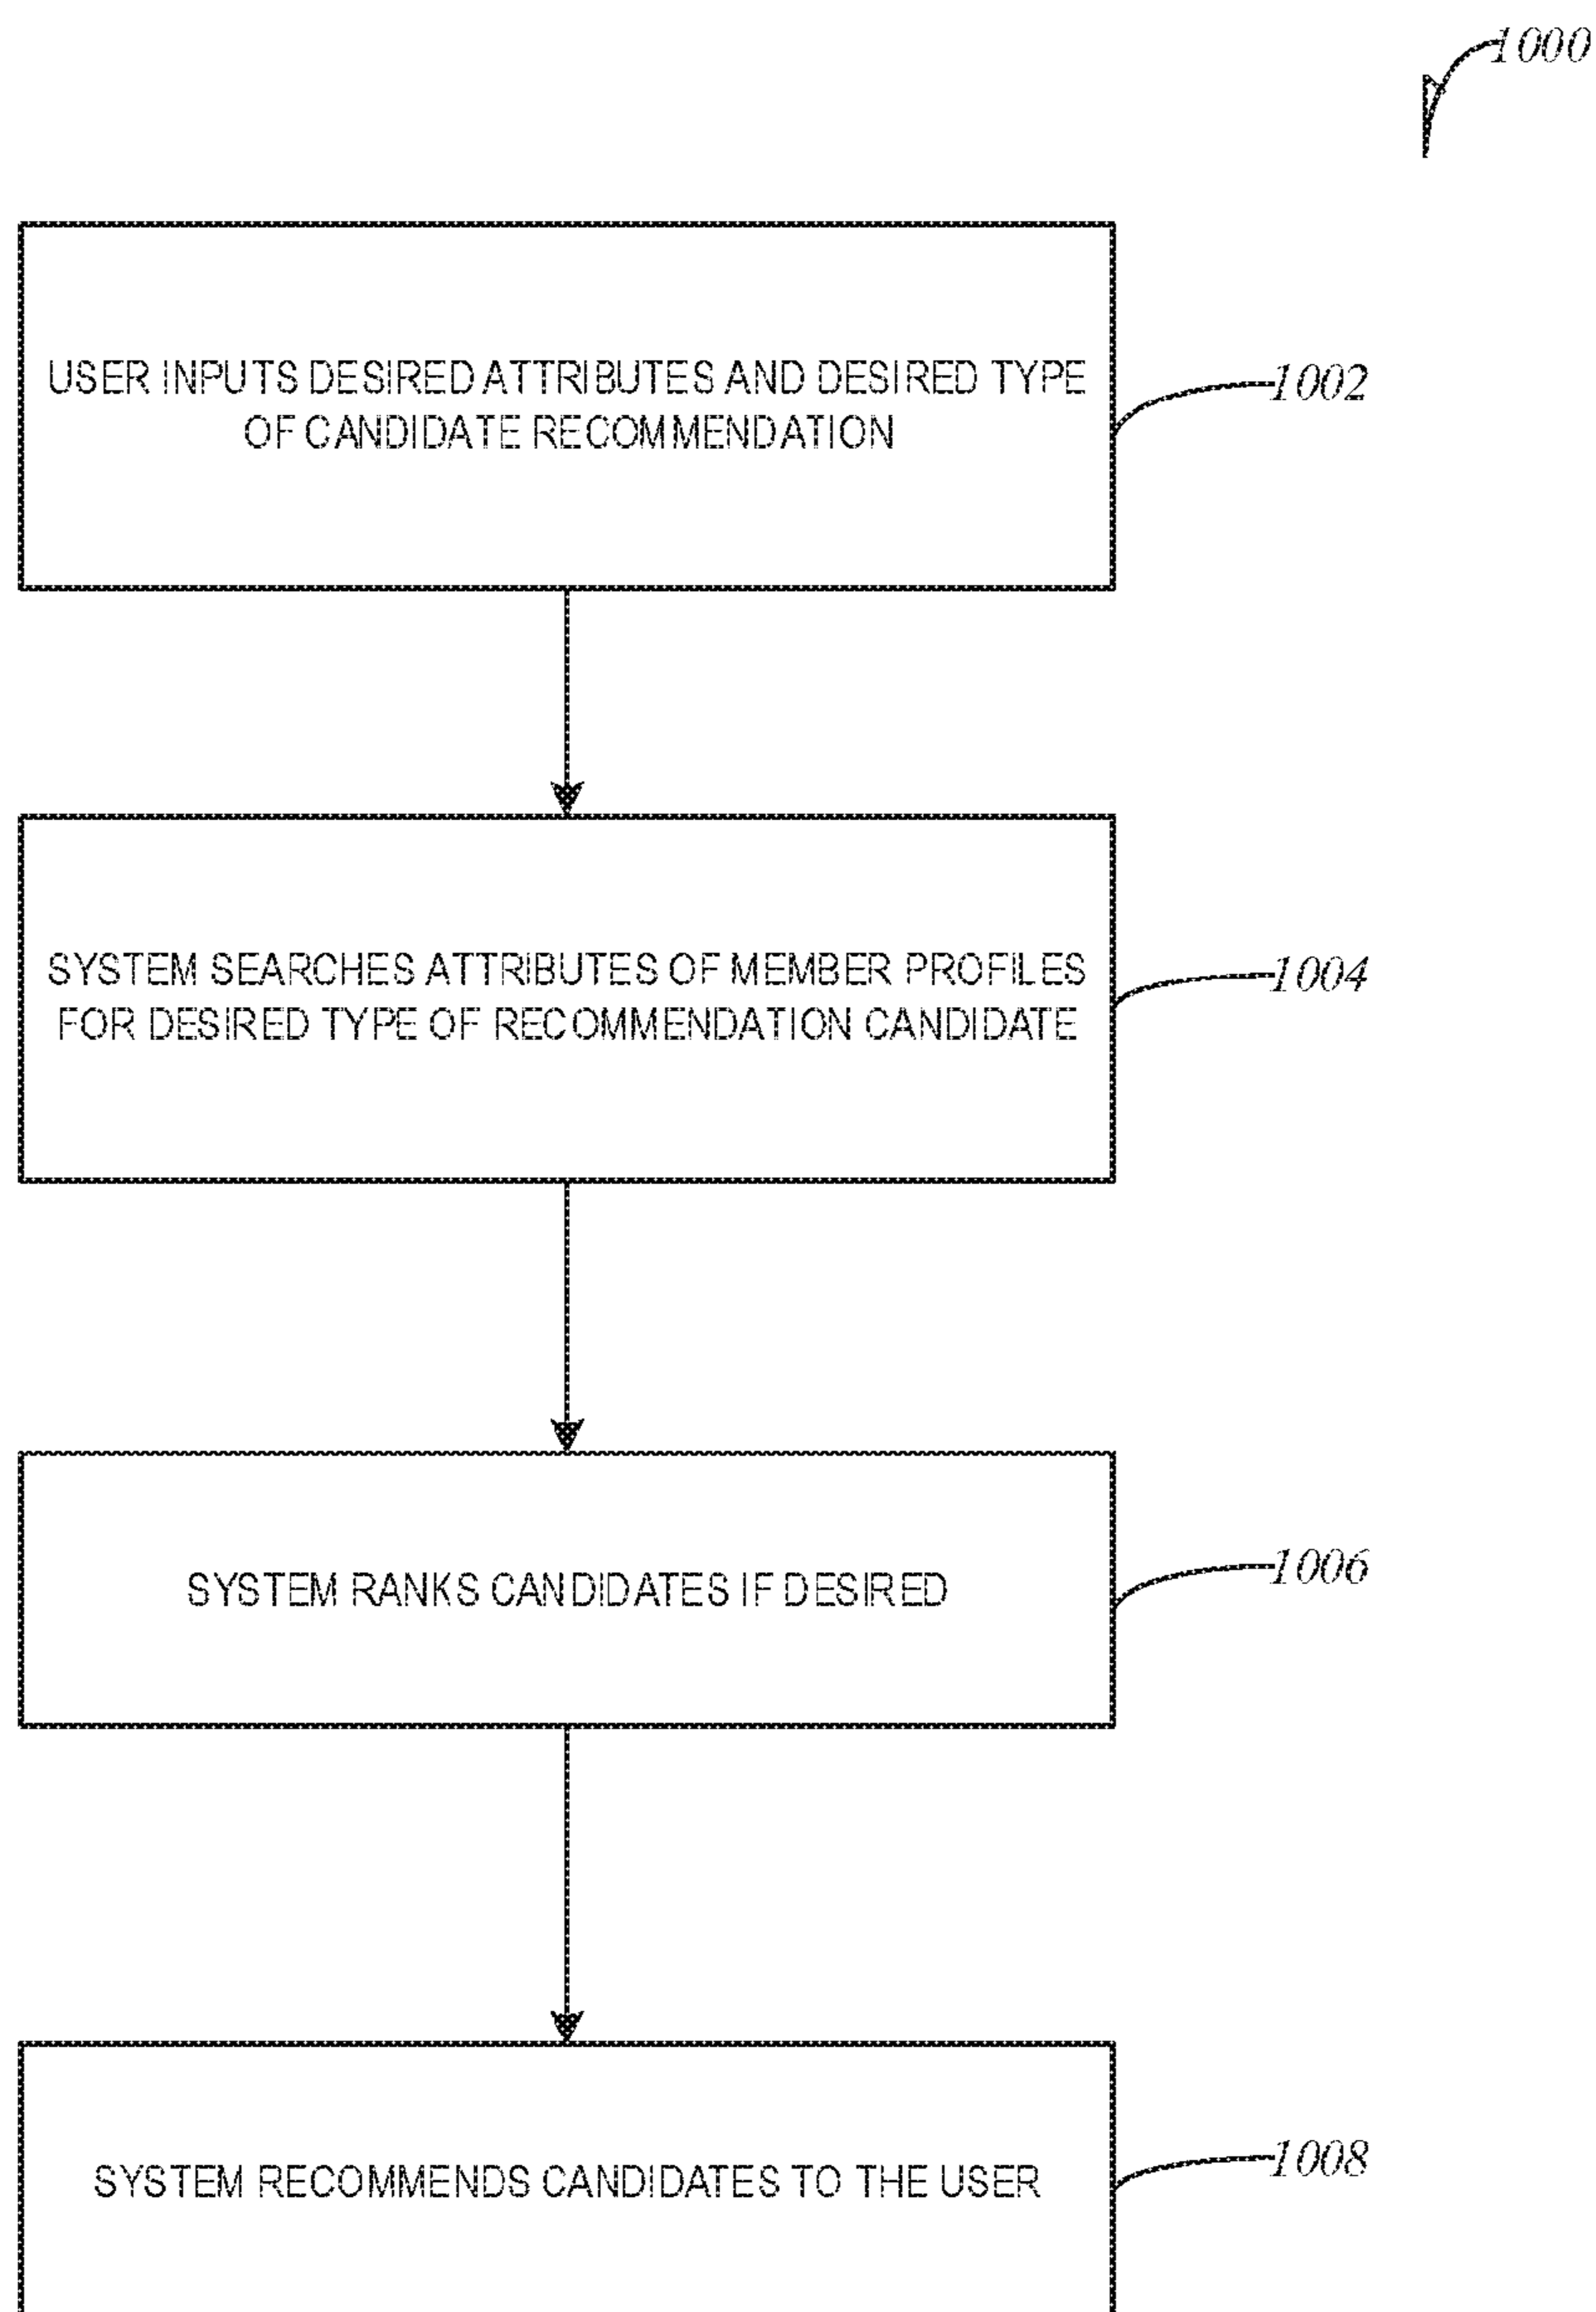 1000
USER INPUTS DESIRED ATTRIBUTES AND DESIRED TYPE
OF CANDIDATE RECOMMENDATION
1002
SYSTEM SEARCHES ATTRIBUTES OF MEMBER PROFILES
FOR DESIRED TYPE OF RECOMMENDATION CANDIDATE
1004
SYSTEM RANKS CANDIDATES IF DESIRED
1006
SYSTEM RECOMMENDS CANDIDATES TO THE USER
1008